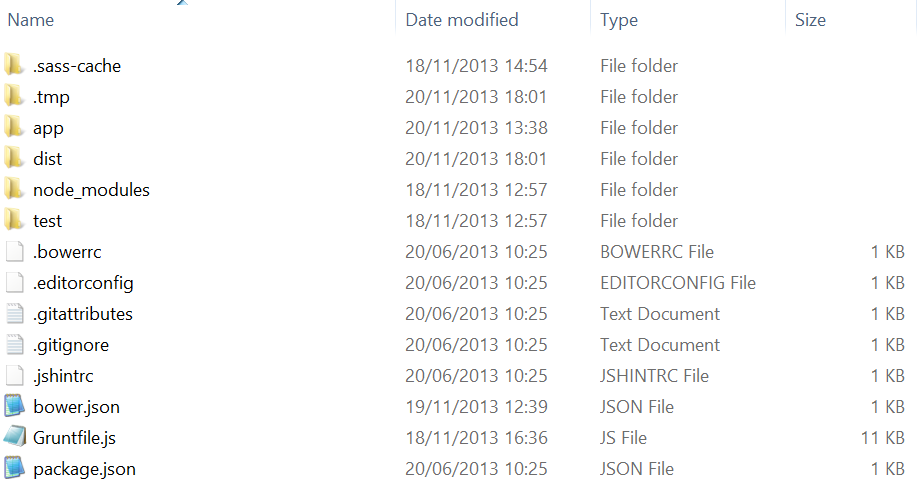 Name Date modified Type Size
.sass-cache 18/11/2013 14:54 File folder
.tmp 20/11/2013 18:01 File folder
app 20/11/2013 13:38 File folder
dist 20/11/2013 18:01 File folder
node_modules 18/11/2013 12:57 File folder
test 18/11/2013 12:57 File folder
.bowerrc 20/06/2013 10:25 BOWERRC File 1 KB
.editorconfig 20/06/2013 10:25 EDITORCONFIG File 1 KB
.gitattributes 20/06/2013 10:25 Text Document 1 KB
.gitignore 20/06/2013 10:25 Text Document 1 KB
.jshintrc 20/06/2013 10:25 JSHINTRC File 1 KB
bower.json 19/11/2013 12:39 JSON File 1 KB
Gruntfile.js 18/11/2013 16:36 JS File 11 KB
package.json 20/06/2013 10:25 JSON File 1 KB